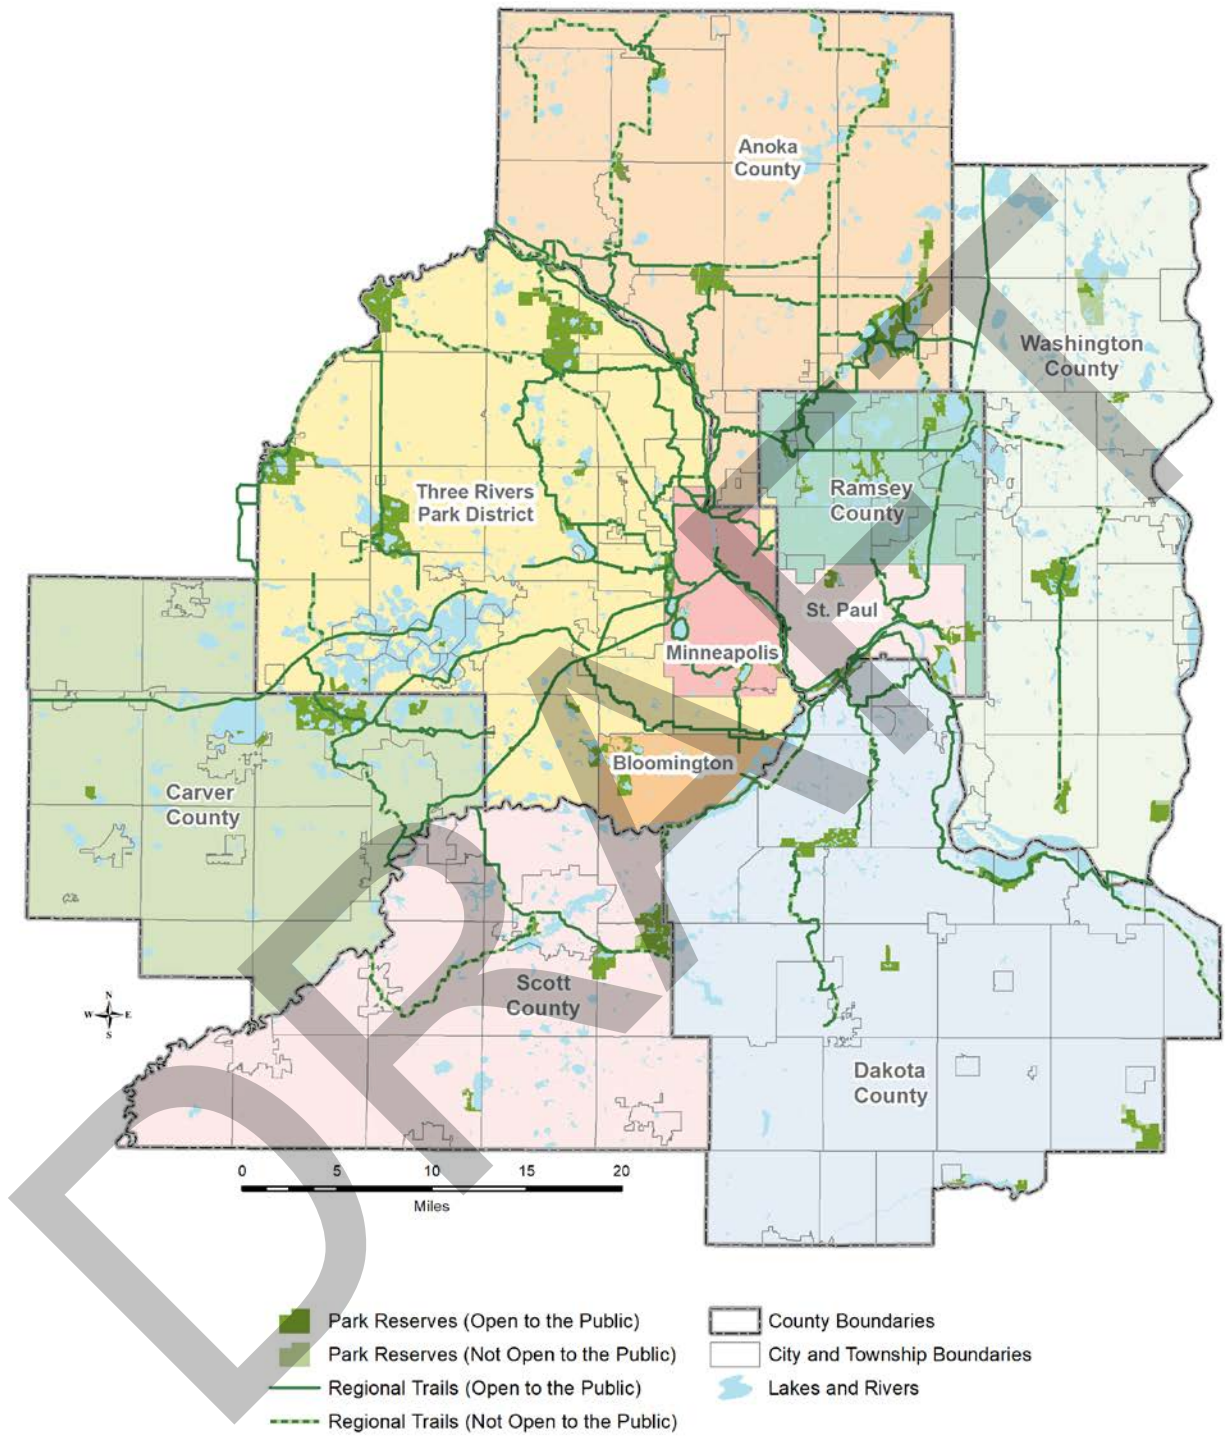 Anoka
County
Washington
County
Three Rivers
Park District
Ramsey
County
St. Paul
Minneapolis
Bloomington
Carver
County
Scott
County
Dakota
County
N
W E
S
0 5 10 15 20
Miles
DRAFT
Park Reserves (Open to the Public)
Park Reserves (Not Open to the Public)
Regional Trails (Open to the Public)
Regional Trails (Not Open to the Public)
County Boundaries
City and Township Boundaries
Lakes and Rivers